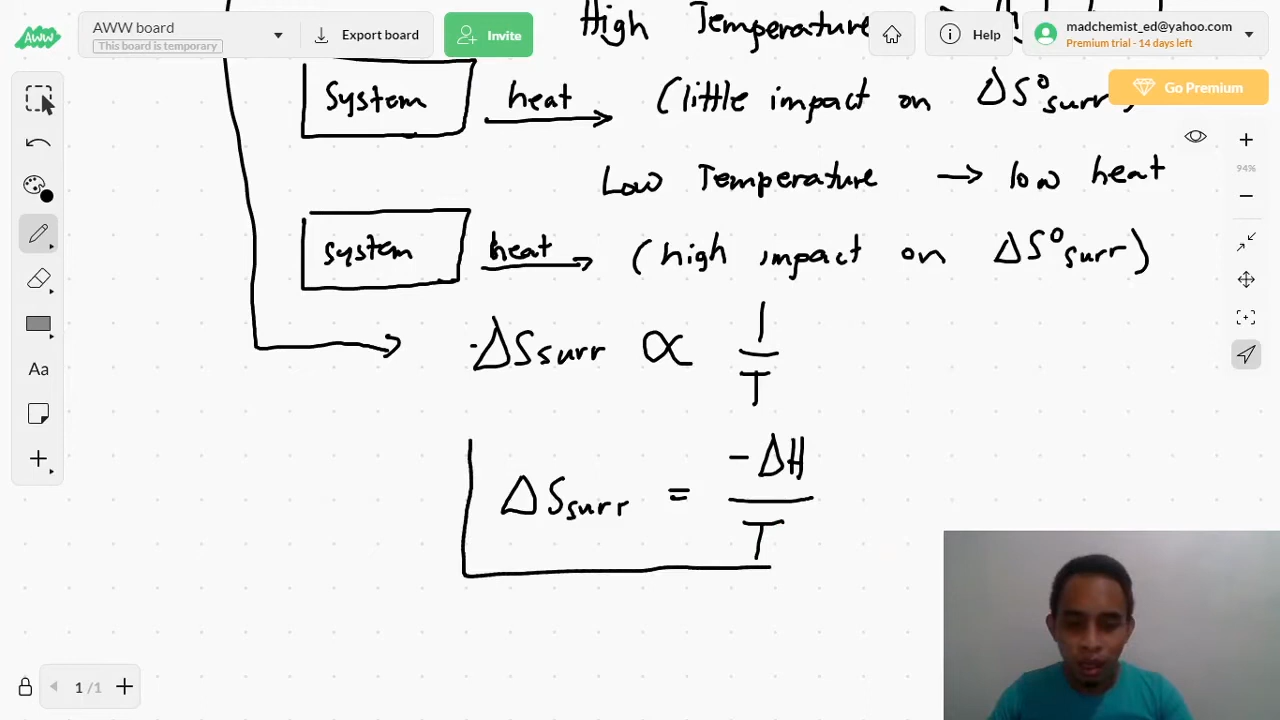 AWW
AWW board
This board is temporary
Export board
Invite
Help
madchemist_ed@yahoo.com
Premium trial - 14 days left
Go Premium
94%
Aa
High Temperature
System heat (little impact on ΔS°surr)
Low Temperature → low heat
system heat (high impact on ΔS°surr)
ΔSsurr ∝ 1/T
ΔSsurr = -ΔH/T
1 / 1